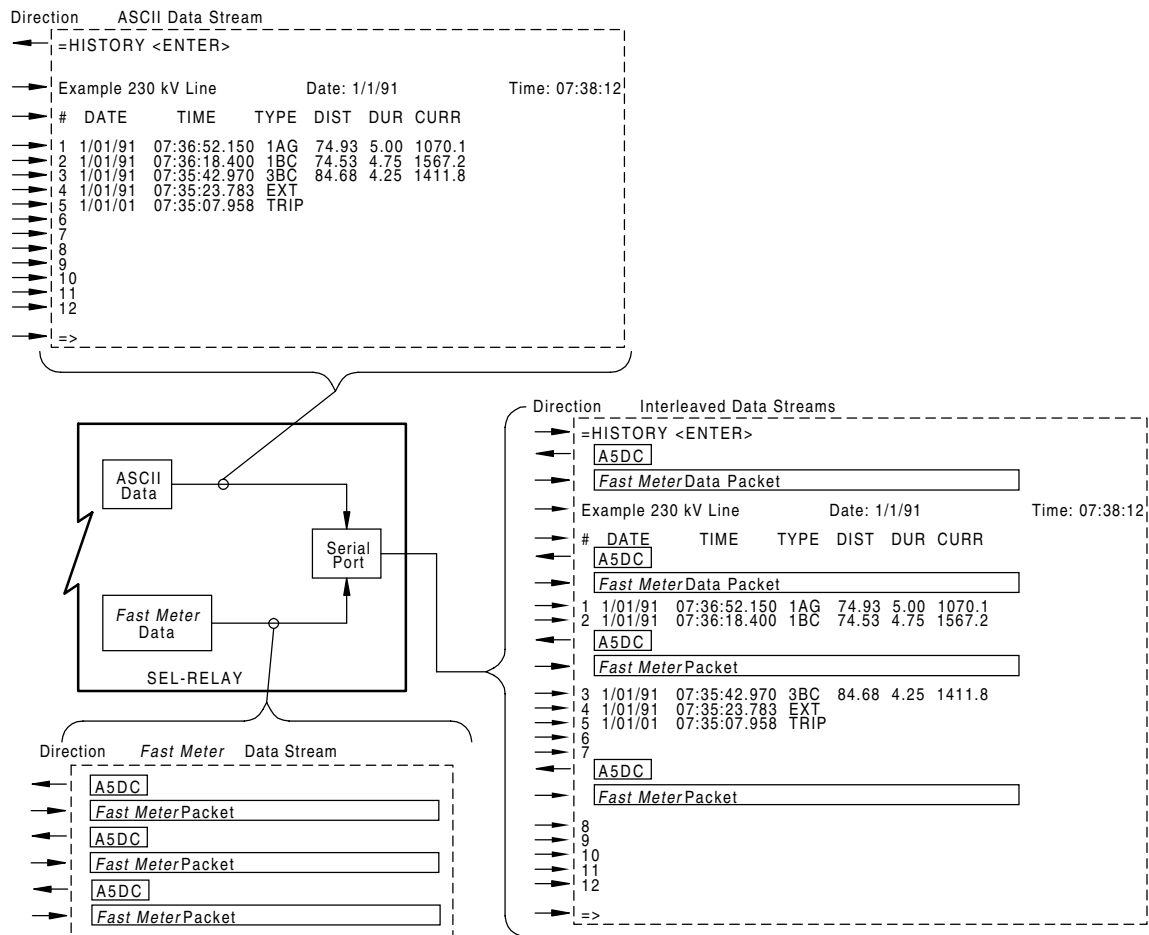 Direction ASCII Data Stream
=HISTORY <ENTER>
Example 230 kV Line Date: 1/1/91 Time: 07:38:12
# DATE TIME TYPE DIST DUR CURR
1 1/01/91 07:36:52.150 1AG 74.93 5.00 1070.1
2 1/01/91 07:36:18.400 1BC 74.53 4.75 1567.2
3 1/01/91 07:35:42.970 3BC 84.68 4.25 1411.8
4 1/01/91 07:35:23.783 EXT
5 1/01/01 07:35:07.958 TRIP
6
7
8
9
10
11
12
=>
ASCII
Data
Serial
Port
Fast Meter
Data
SEL-RELAY
Direction Fast Meter Data Stream
A5DC
Fast Meter Packet
A5DC
Fast Meter Packet
A5DC
Fast Meter Packet
Direction Interleaved Data Streams
=HISTORY <ENTER>
A5DC
Fast Meter Data Packet
Example 230 kV Line Date: 1/1/91 Time: 07:38:12
# DATE TIME TYPE DIST DUR CURR
A5DC
Fast Meter Data Packet
1 1/01/91 07:36:52.150 1AG 74.93 5.00 1070.1
2 1/01/91 07:36:18.400 1BC 74.53 4.75 1567.2
A5DC
Fast Meter Packet
3 1/01/91 07:35:42.970 3BC 84.68 4.25 1411.8
4 1/01/91 07:35:23.783 EXT
5 1/01/01 07:35:07.958 TRIP
6
7
A5DC
Fast Meter Packet
8
9
10
11
12
=>